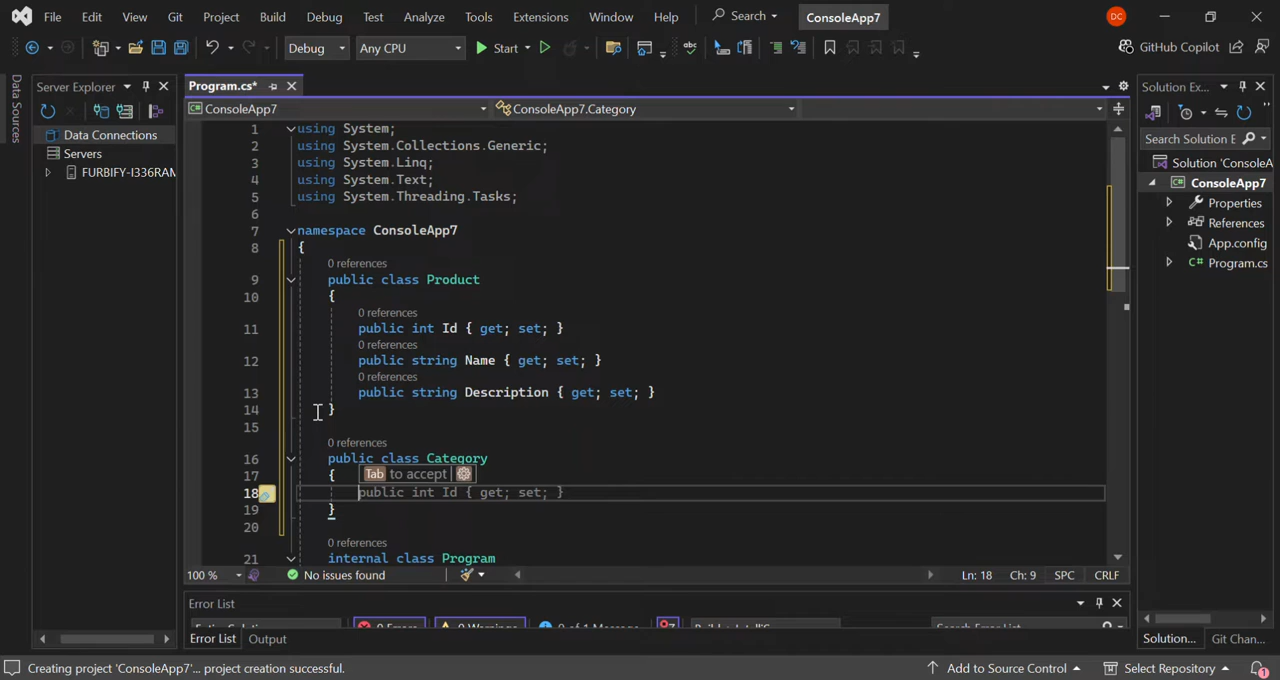 File Edit View Git Project Build Debug Test Analyze Tools Extensions Window Help Search ConsoleApp7 DC
Debug Any CPU Start GitHub Copilot
Data Sources
Server Explorer
Data Connections
Servers
FURBIFY-I336RAM
Program.cs*
ConsoleApp7 ConsoleApp7.Category
1 using System;
2 using System.Collections.Generic;
3 using System.Linq;
4 using System.Text;
5 using System.Threading.Tasks;
6
7 namespace ConsoleApp7
8 {
0 references
9 public class Product
10 {
0 references
11 public int Id { get; set; }
0 references
12 public string Name { get; set; }
0 references
13 public string Description { get; set; }
14 }
15
0 references
16 public class Category
17 { Tab to accept
18 public int Id { get; set; }
19 }
20
0 references
21 internal class Program
100 % No issues found Ln: 18 Ch: 9 SPC CRLF
Error List
Error List Output
Solution Ex...
Search Solution E
Solution 'ConsoleA
ConsoleApp7
Properties
References
App.config
Program.cs
Solution... Git Chan...
Creating project 'ConsoleApp7'... project creation successful. Add to Source Control Select Repository 1